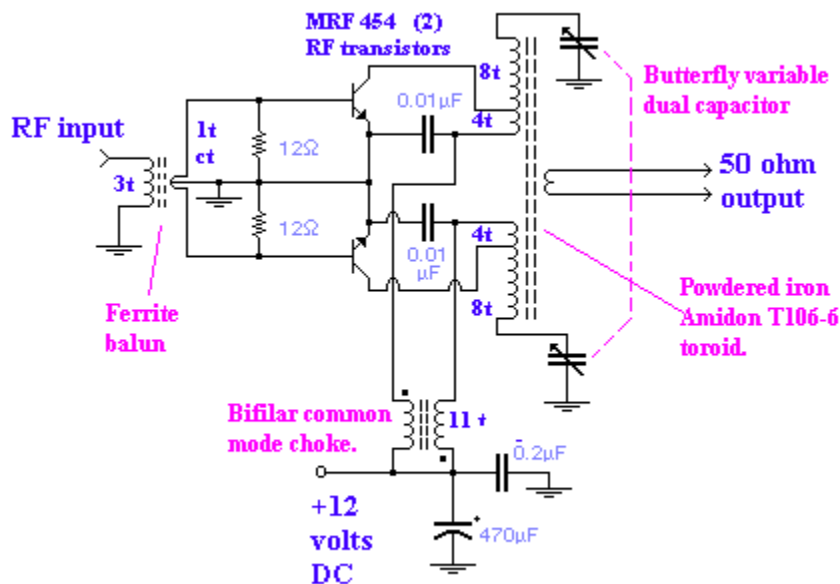 MRF 454 (2)
RF transistors
8t
0.01µF
4t
Butterfly variable
dual capacitor
RF input
1t
ct
3t
12Ω
12Ω
50 ohm
output
4t
0.01
µF
8t
Ferrite
balun
Powdered iron
Amidon T106-6
toroid.
Bifilar common
mode choke.
11 t
+12
volts
DC
0.2µF
+
470µF